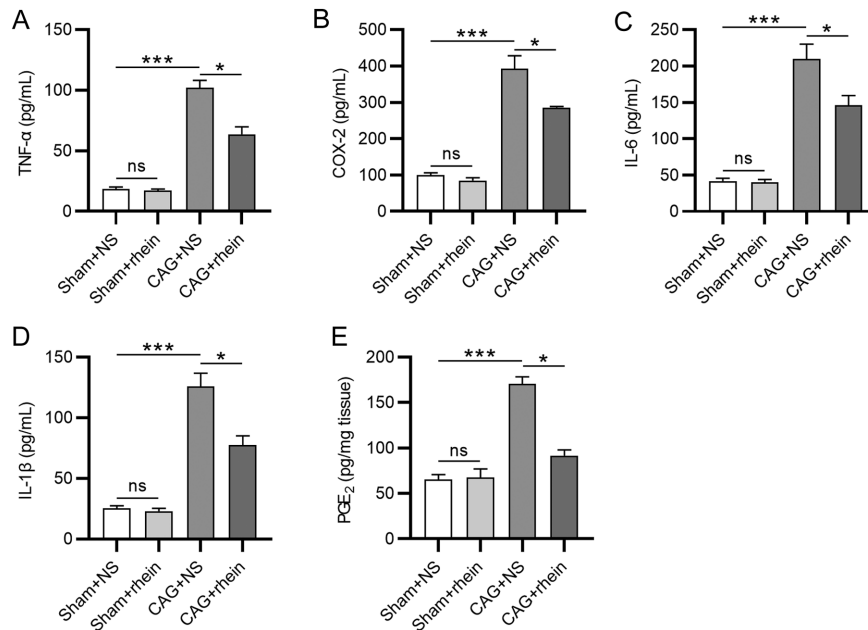 A
TNF-α (pg/mL)
150
100
50
0
***
*
ns
Sham+NS
Sham+rhein
CAG+NS
CAG+rhein
B
COX-2 (pg/mL)
500
400
300
200
100
0
***
*
ns
Sham+NS
Sham+rhein
CAG+NS
CAG+rhein
C
IL-6 (pg/mL)
250
200
150
100
50
0
***
*
ns
Sham+NS
Sham+rhein
CAG+NS
CAG+rhein
D
IL-1β (pg/mL)
150
100
50
0
***
*
ns
Sham+NS
Sham+rhein
CAG+NS
CAG+rhein
E
PGE₂ (pg/mg tissue)
200
150
100
50
0
***
*
ns
Sham+NS
Sham+rhein
CAG+NS
CAG+rhein